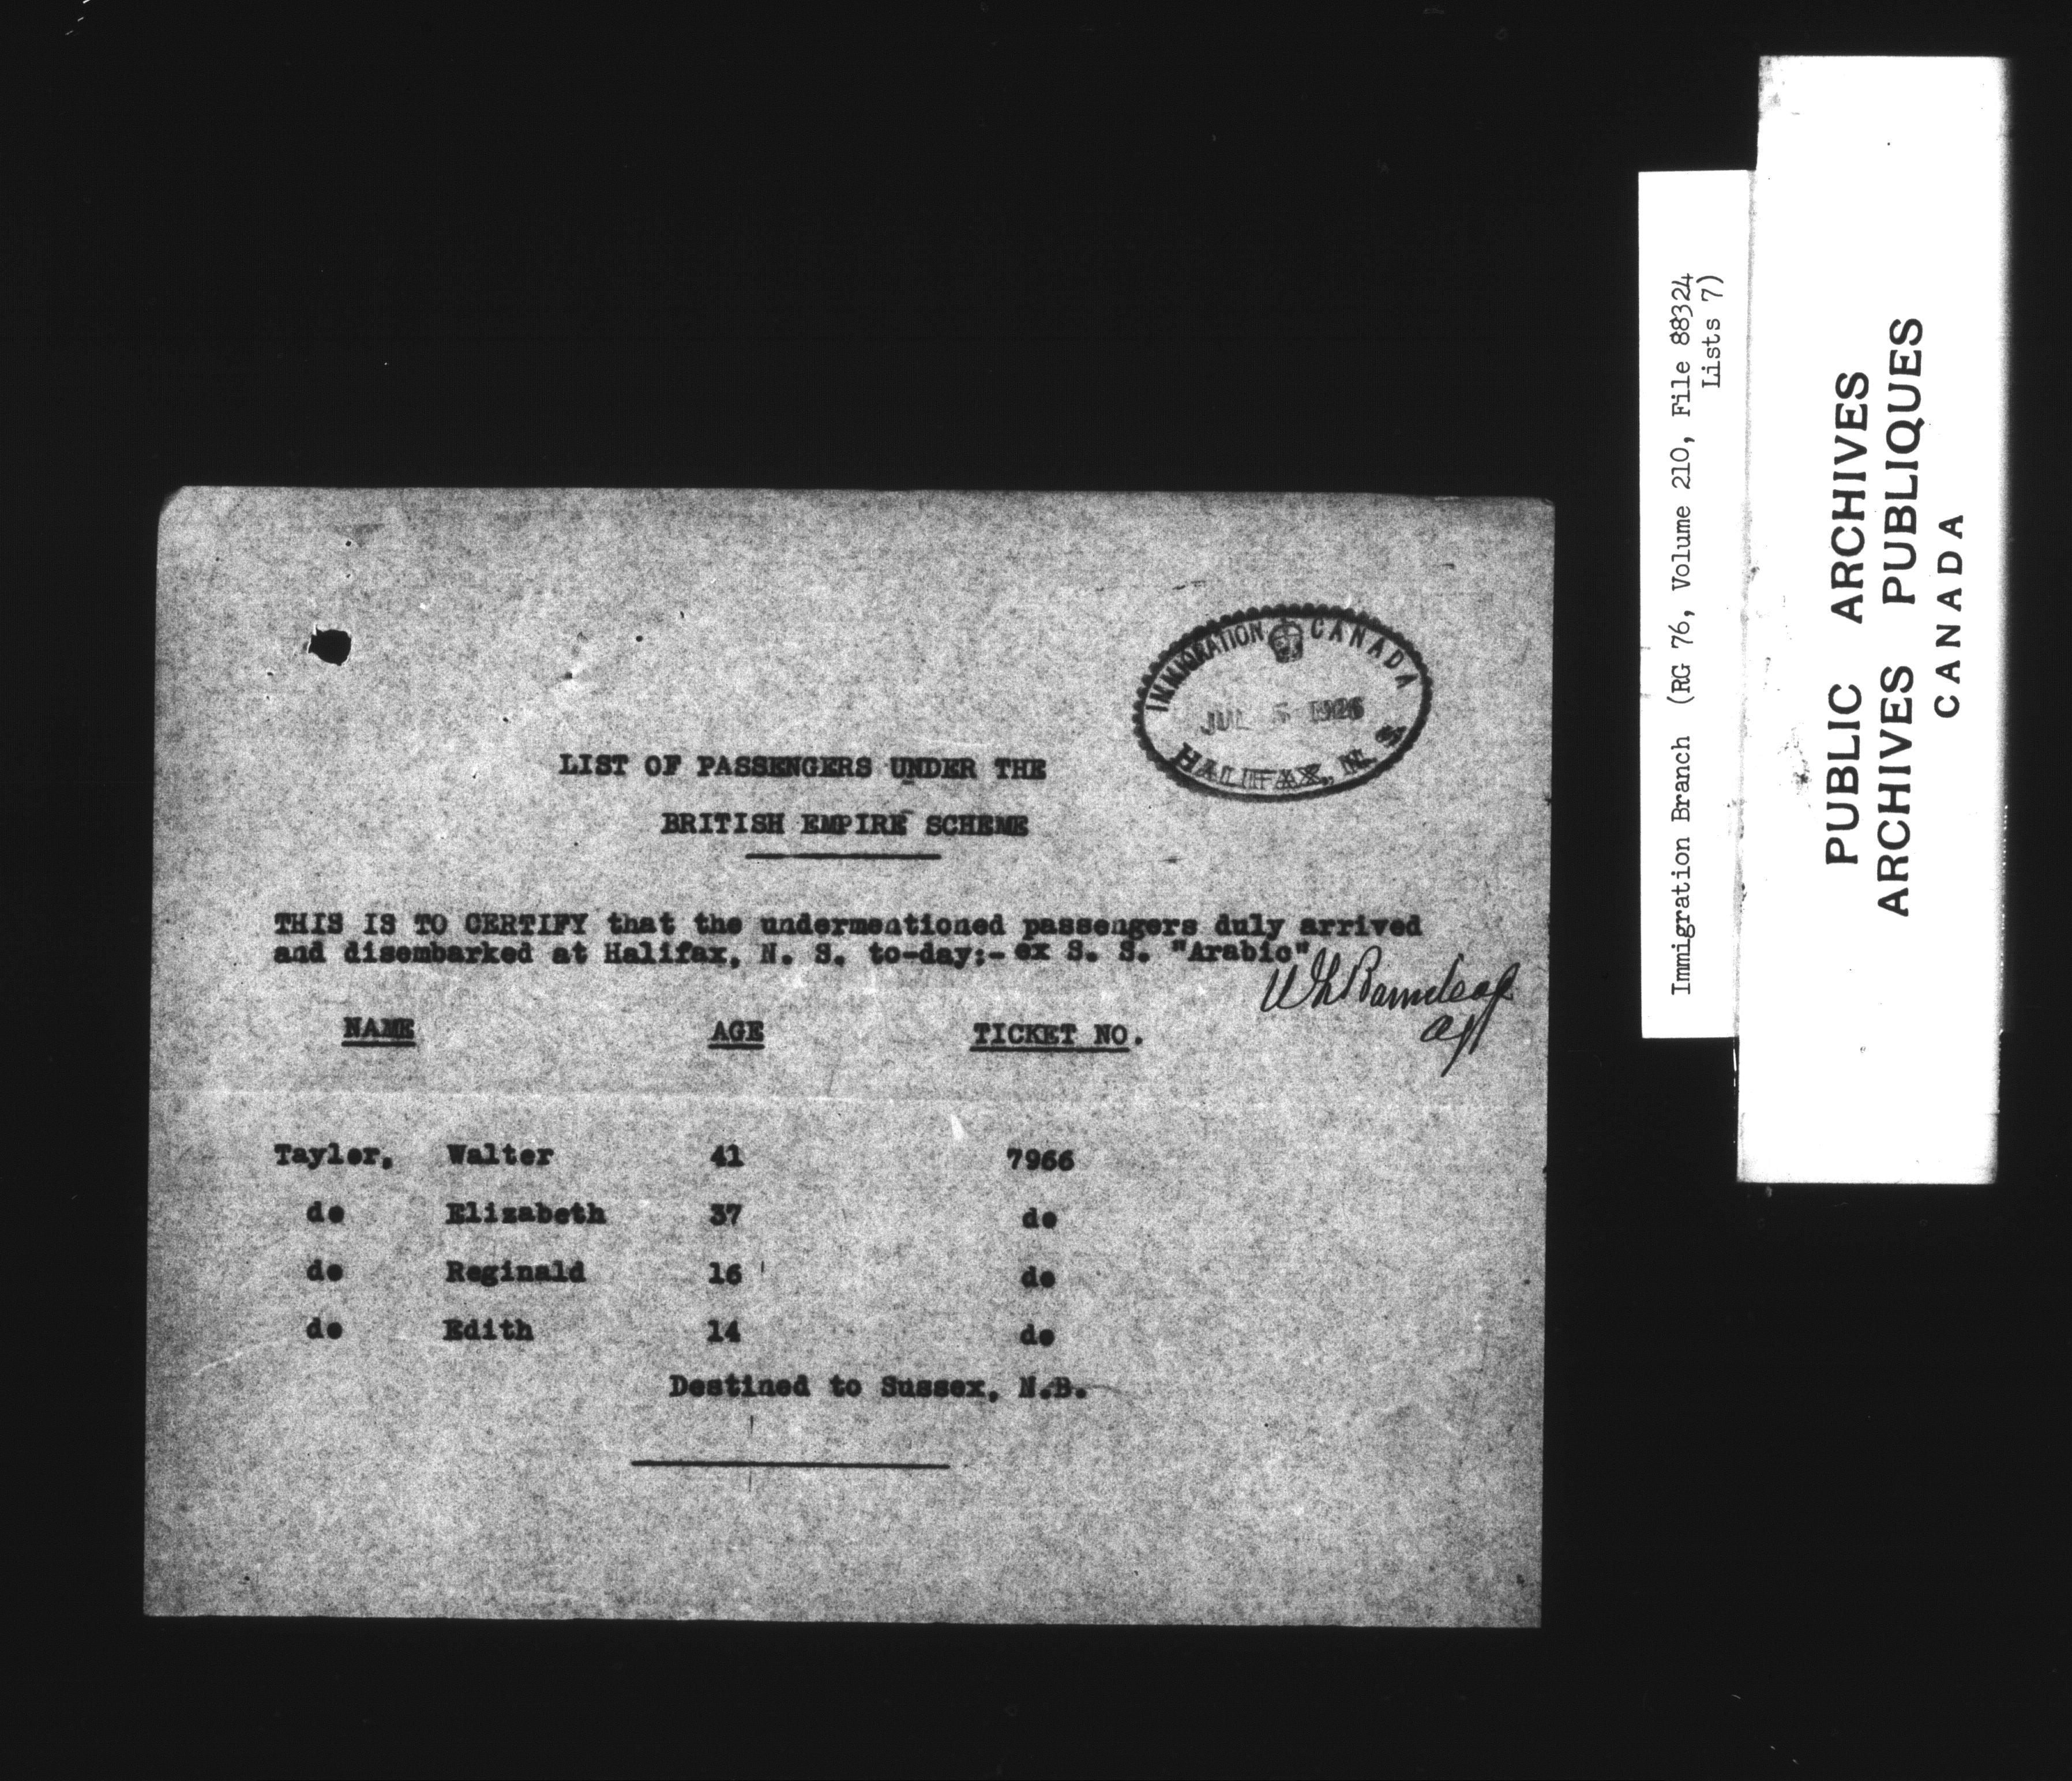 IMMIGRATION CANADA
JUL 5 1926
HALIFAX, N. S.
LIST OF PASSENGERS UNDER THE
BRITISH EMPIRE SCHEME
THIS IS TO CERTIFY that the undermentioned passengers duly arrived
and disembarked at Halifax, N. S. to-day;- ex S. S. "Arabic"
NAME AGE TICKET NO.
Taylor, Walter 41 7966
do Elizabeth 37 do
do Reginald 16 do
do Edith 14 do
Destined to Sussex, N.B.
Immigration Branch (RG 76, Volume 210, File 88324
Lists 7)
PUBLIC ARCHIVES
ARCHIVES PUBLIQUES
CANADA